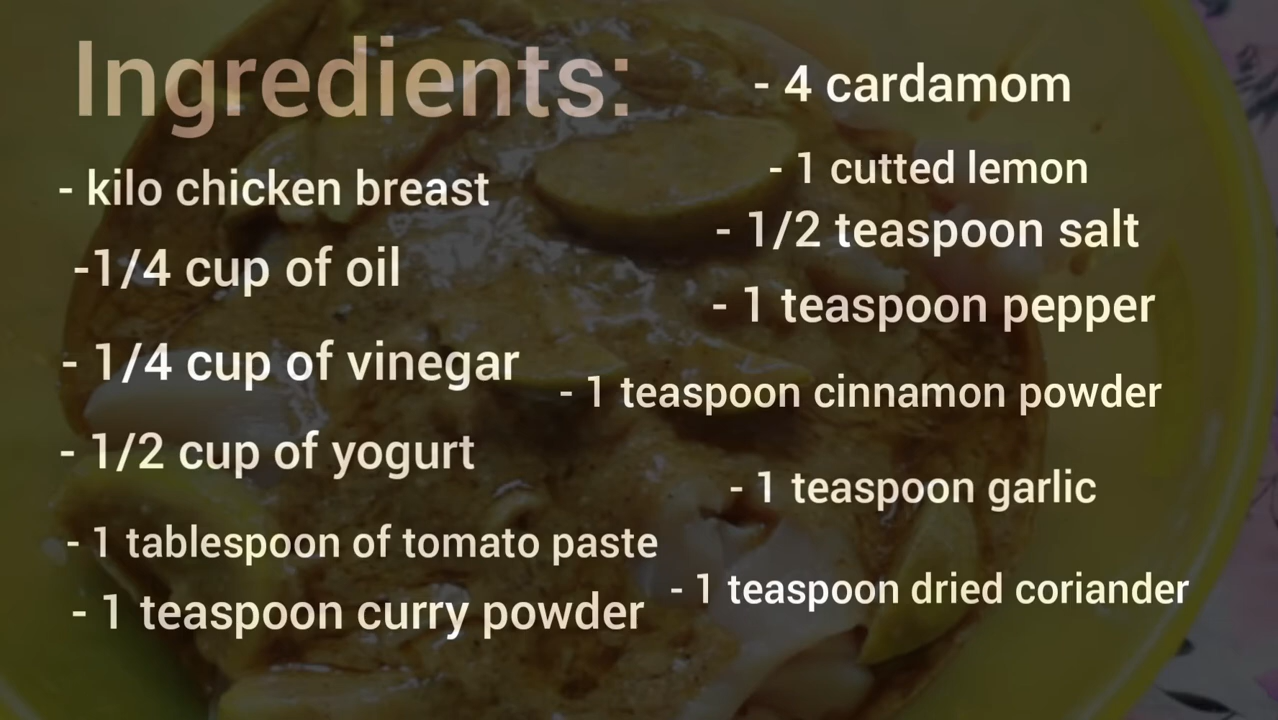 Ingredients:
- kilo chicken breast
-1/4 cup of oil
- 1/4 cup of vinegar
- 1/2 cup of yogurt
- 1 tablespoon of tomato paste
- 1 teaspoon curry powder
- 4 cardamom
- 1 cutted lemon
- 1/2 teaspoon salt
- 1 teaspoon pepper
- 1 teaspoon cinnamon powder
- 1 teaspoon garlic
- 1 teaspoon dried coriander